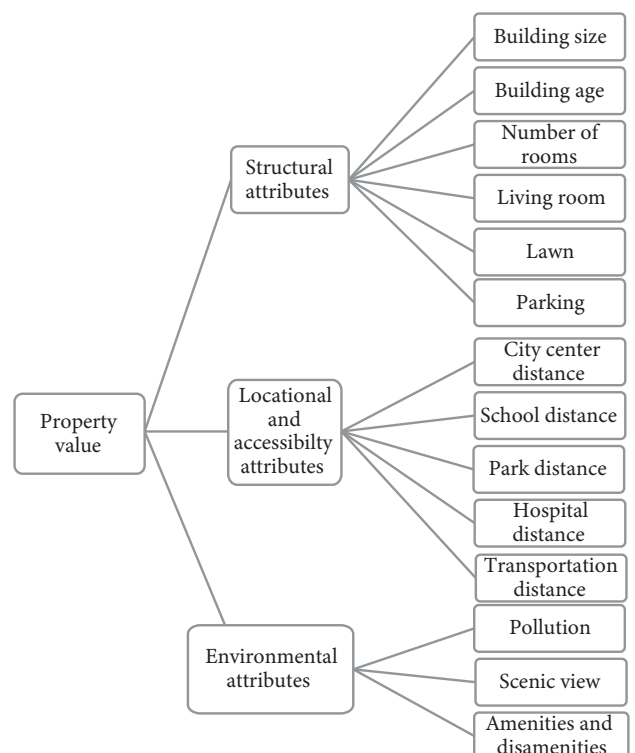 Property
value
Structural
attributes
Building size
Building age
Number of
rooms
Living room
Lawn
Parking
Locational
and
accessibilty
attributes
City center
distance
School distance
Park distance
Hospital
distance
Transportation
distance
Environmental
attributes
Pollution
Scenic view
Amenities and
disamenities